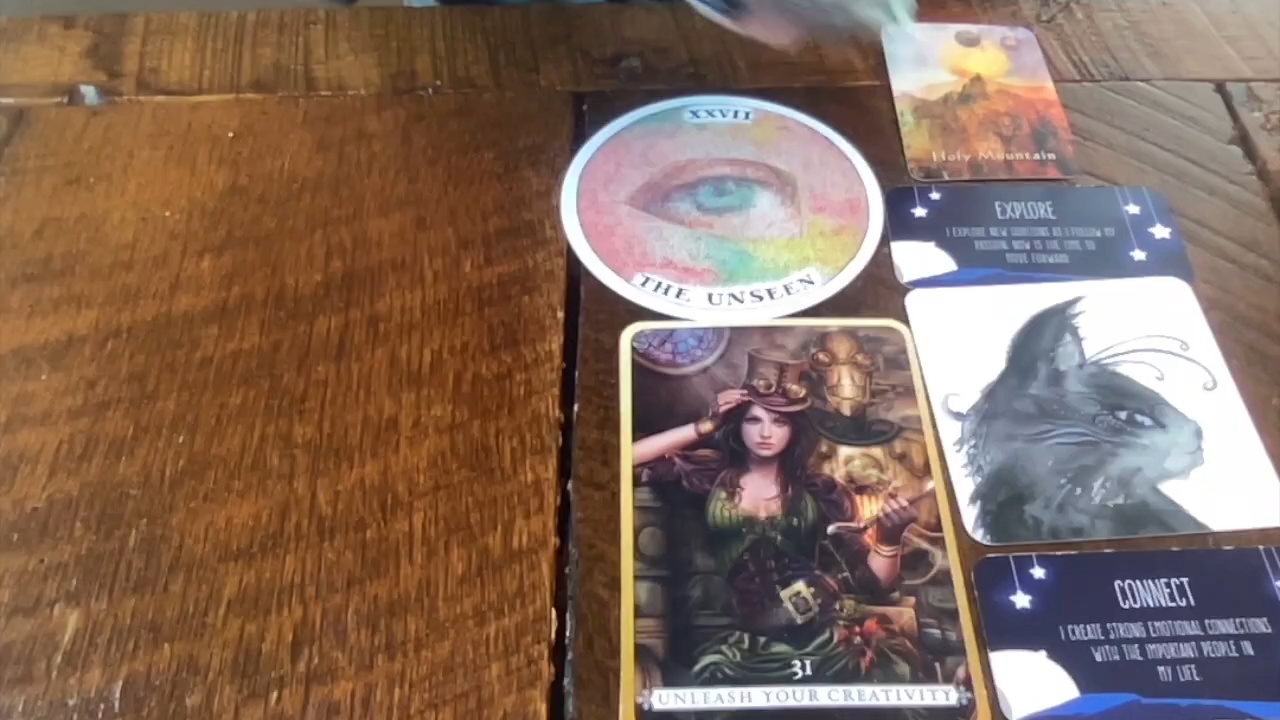 XXVII
THE UNSEEN
Holy Mountain
EXPLORE
I EXPLORE NEW DIRECTIONS AS I FOLLOW MY
PASSION. NOW IS THE TIME TO
MOVE FORWARD
31
UNLEASH YOUR CREATIVITY
CONNECT
I CREATE STRONG EMOTIONAL CONNECTIONS
WITH THE IMPORTANT PEOPLE IN
MY LIFE.